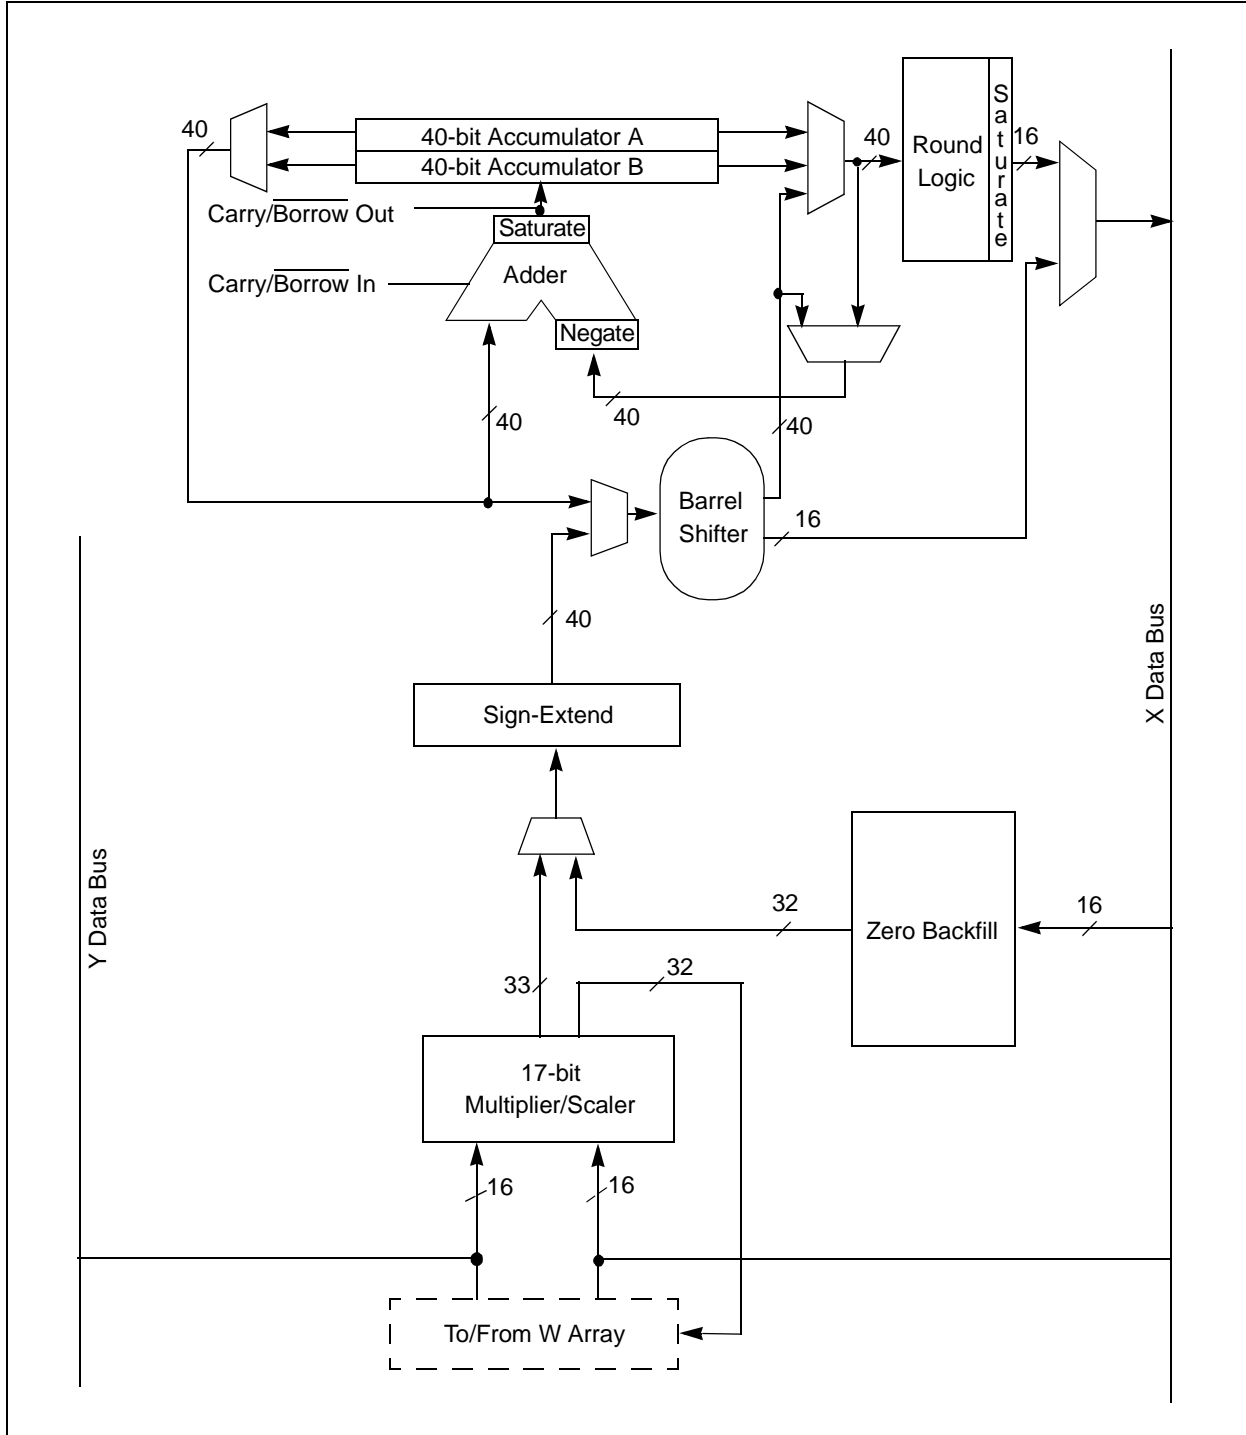 40
40-bit Accumulator A
40-bit Accumulator B
40
Round
Logic
Saturate
16
Carry/Borrow Out
Saturate
Carry/Borrow In
Adder
Negate
40
40
40
Barrel
Shifter
16
40
X Data Bus
Sign-Extend
Y Data Bus
32
Zero Backfill
16
33
32
17-bit
Multiplier/Scaler
16
16
To/From W Array